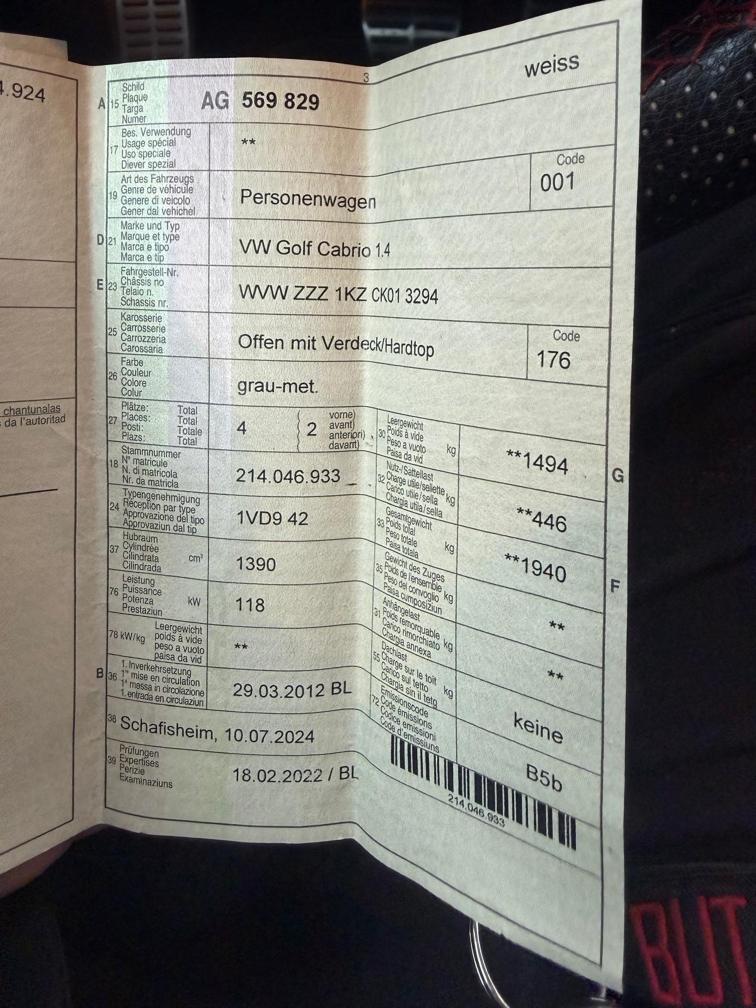 4.924
chantunalas
da l'autoritad
3
A 15 Schild
Plaque
Targa
Numer
AG 569 829
weiss
17 Bes. Verwendung
Usage spécial
Uso speciale
Diever spezial
**
19 Art des Fahrzeugs
Genre de véhicule
Genere di veicolo
Gener dal vehichel
Personenwagen
Code
001
D 21 Marke und Typ
Marque et type
Marca e tipo
Marca e tip
VW Golf Cabrio 1.4
E 23 Fahrgestell-Nr.
Châssis no
Telaio n.
Schassis nr.
WVW ZZZ 1KZ CK01 3294
25 Karosserie
Carrosserie
Carrozzeria
Carossaria
Offen mit Verdeck/Hardtop
Code
176
26 Farbe
Couleur
Colore
Colur
grau-met.
27 Plätze: Total
Places: Total
Posti: Totale
Plazs: Total
4
2
vorne)
avant)
anteriori)
davant)
30 Leergewicht
Poids à vide
Peso a vuoto
Paisa da vid
kg
**1494
G
18 Stammnummer
N° matricule
N. di matricola
Nr. da matricla
214.046.933
32 Nutz-/Sattellast
Charge utile/sellette kg
Carico utile/sella
Chargia utila/sella
**446
24 Typengenehmigung
Réception par type
Approvazione del tipo
Approvaziun dal tip
1VD9 42
33 Gesamtgewicht
Poids total
Peso totale
Paisa totala
kg
**1940
F
37 Hubraum
Cylindrée
Cilindrata
Cilindrada
cm³
1390
35 Gewicht des Zuges
Poids de l'ensemble kg
Peso del convoglio
Paisa cumposiziun
**
76 Leistung
Puissance
Potenza
Prestaziun
kW
118
31 Anhängelast
Poids remorquable
Carico rimorchiato kg
Chargia annexa
**
78 kW/kg Leergewicht
poids à vide
peso a vuoto
paisa da vid
**
55 Dachlast
Charge sur le toit
Carico sul tetto
Chargia sin il tetg
kg
keine
B 36 1. Inverkehrsetzung
1re mise en circulation
1a messa in circolazione
1. entrada en circulaziun
29.03.2012 BL
72 Emissionscode
Code émissions
Codice emissioni
Code d'emissiuns
B5b
38 Schafisheim, 10.07.2024
39 Prüfungen
Expertises
Perizie
Examinaziuns
18.02.2022 / BL
214.046.933
BUT